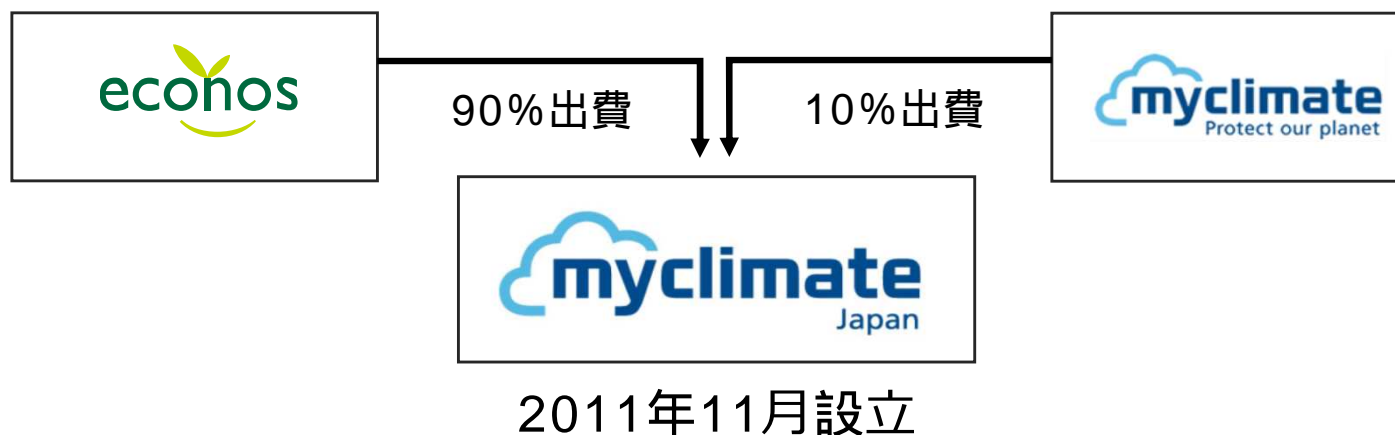 econos
90%出費
10%出費
myclimate
Protect our planet
myclimate
Japan
2011年11月設立